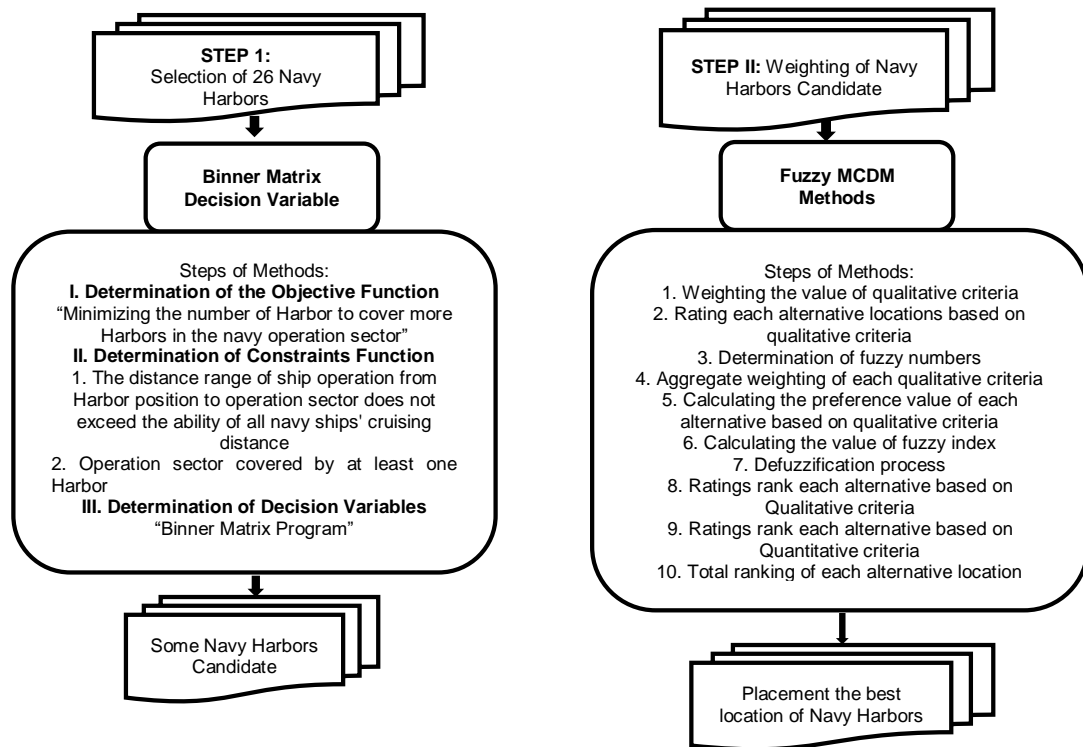 STEP 1:
Selection of 26 Navy
Harbors
Binner Matrix
Decision Variable
Steps of Methods:
I. Determination of the Objective Function
“Minimizing the number of Harbor to cover more
Harbors in the navy operation sector”
II. Determination of Constraints Function
1. The distance range of ship operation from
Harbor position to operation sector does not
exceed the ability of all navy ships' cruising
distance
2. Operation sector covered by at least one
Harbor
III. Determination of Decision Variables
“Binner Matrix Program”
Some Navy Harbors
Candidate
STEP II: Weighting of Navy
Harbors Candidate
Fuzzy MCDM
Methods
Steps of Methods:
1. Weighting the value of qualitative criteria
2. Rating each alternative locations based on
qualitative criteria
3. Determination of fuzzy numbers
4. Aggregate weighting of each qualitative criteria
5. Calculating the preference value of each
alternative based on qualitative criteria
6. Calculating the value of fuzzy index
7. Defuzzification process
8. Ratings rank each alternative based on
Qualitative criteria
9. Ratings rank each alternative based on
Quantitative criteria
10. Total ranking of each alternative location
Placement the best
location of Navy Harbors